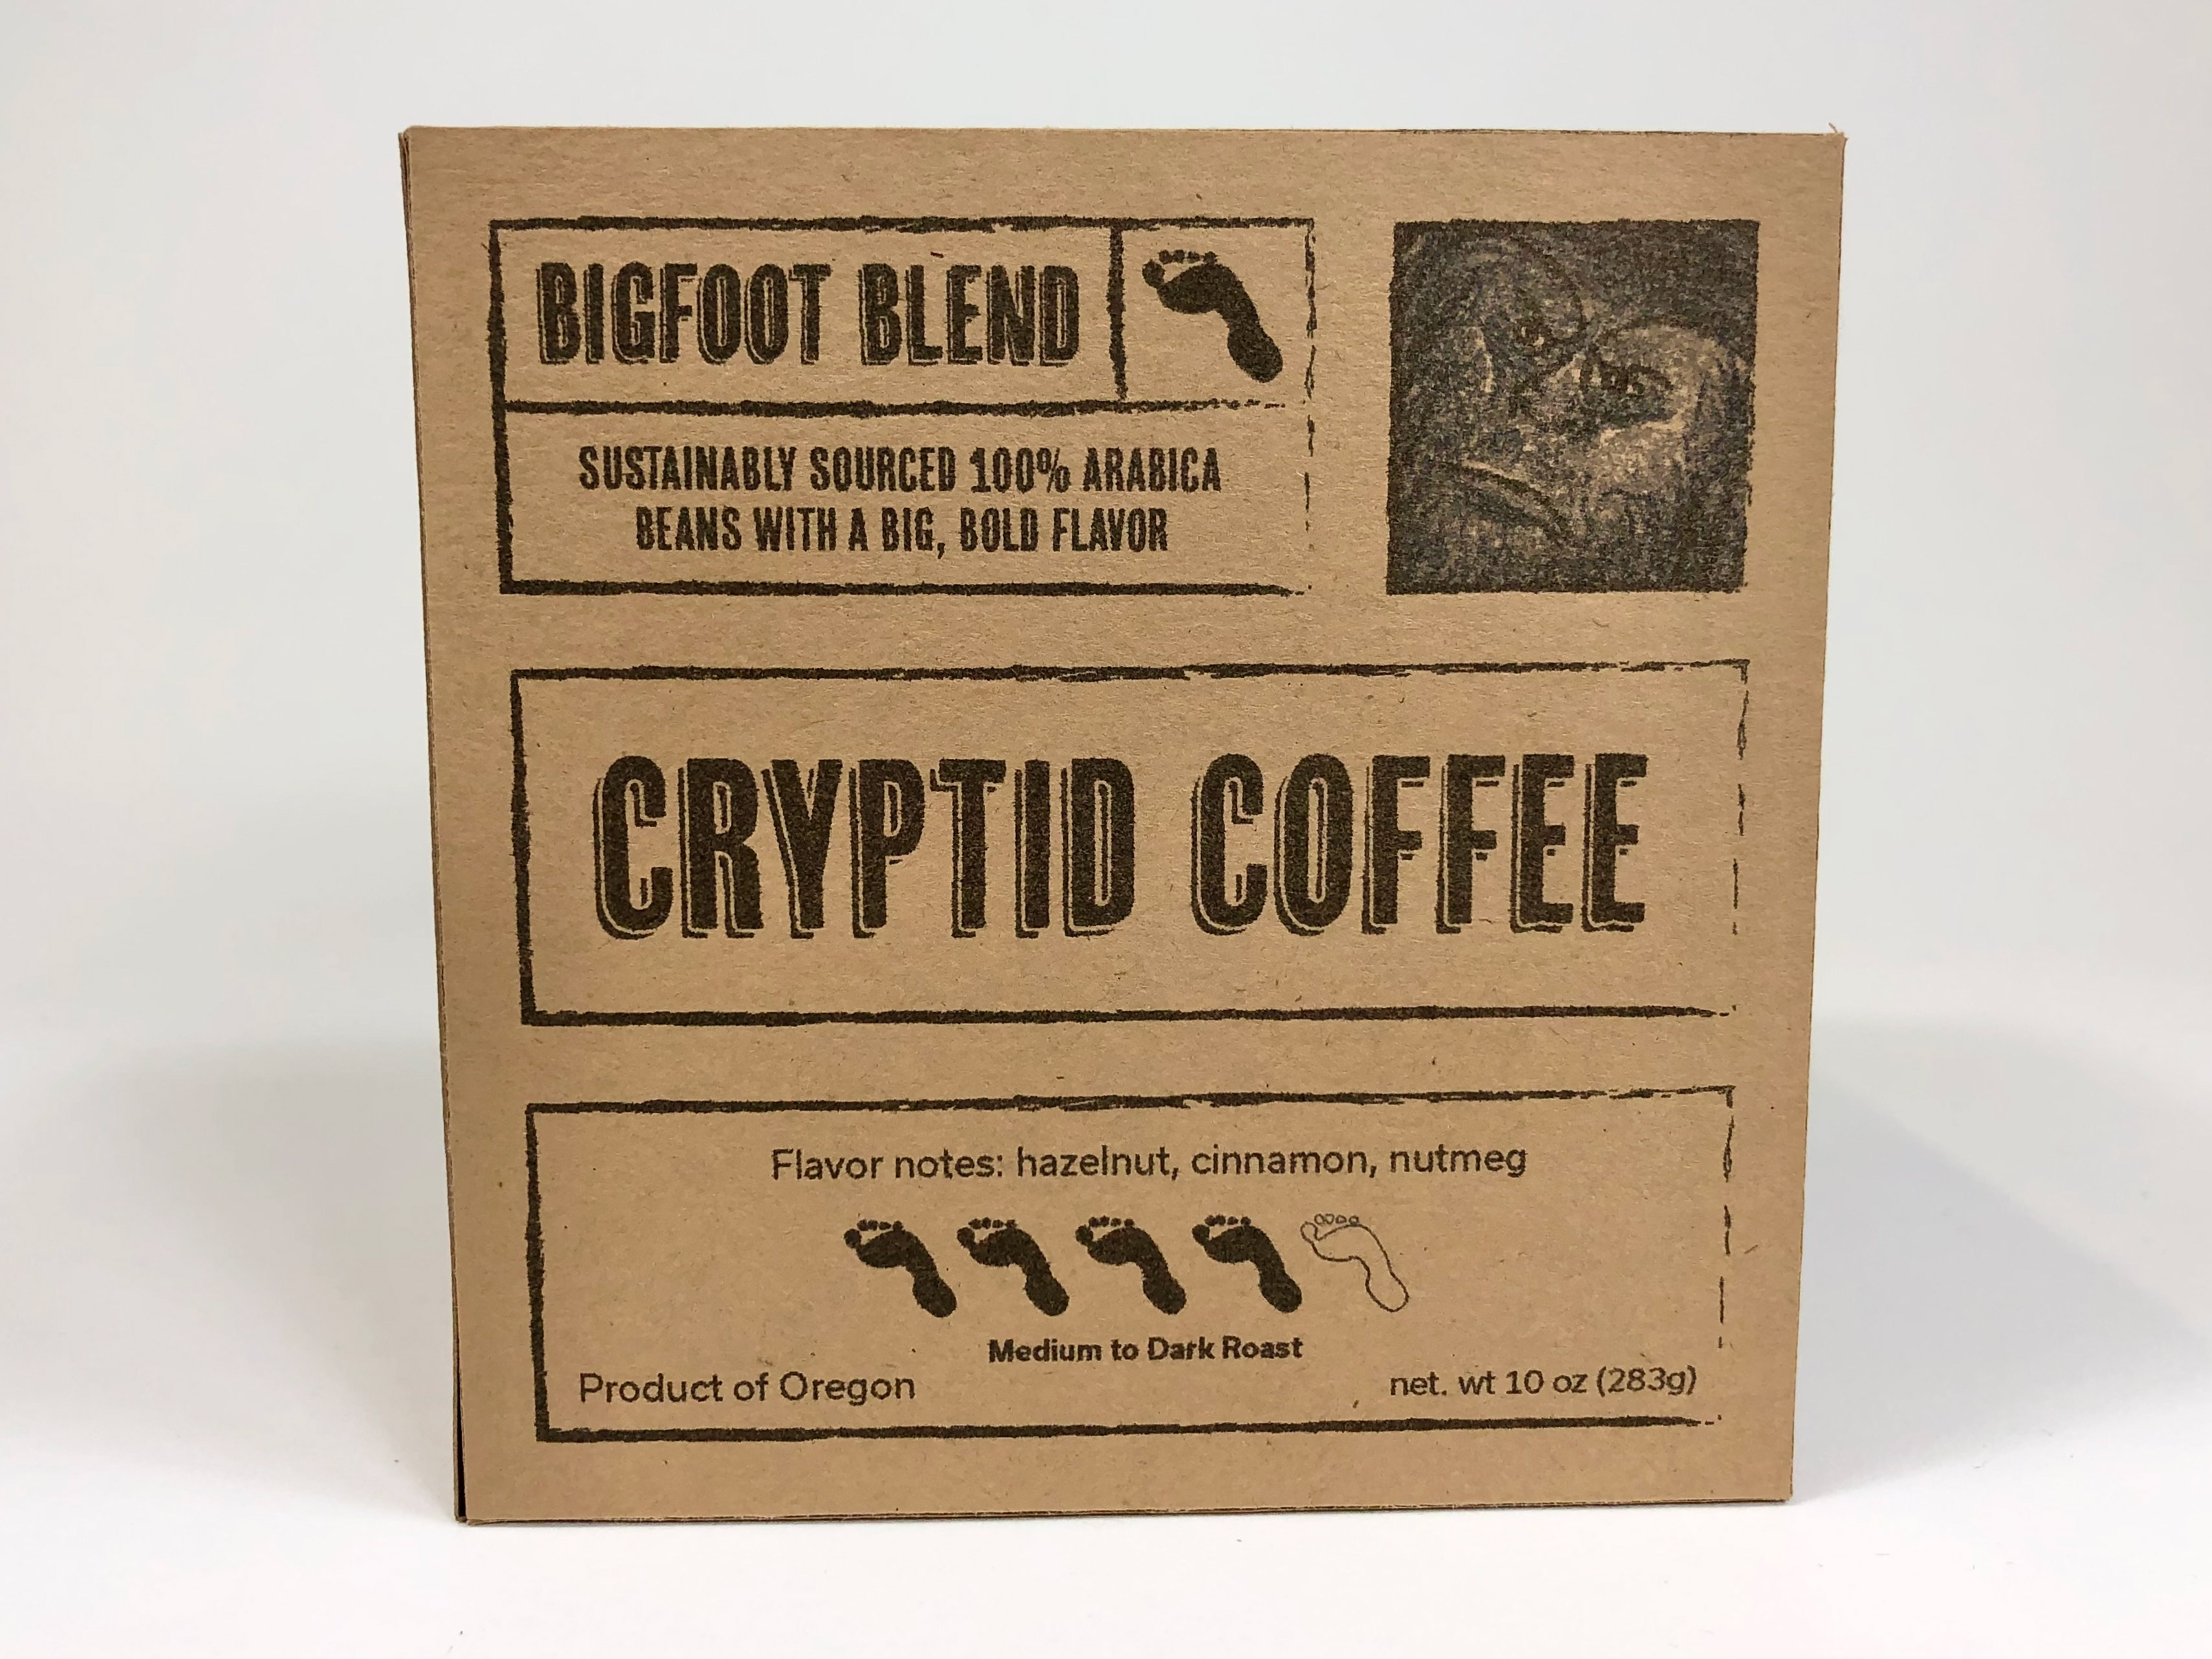 BIGFOOT BLEND
SUSTAINABLY SOURCED 100% ARABICA
BEANS WITH A BIG, BOLD FLAVOR
CRYPTID COFFEE
Flavor notes: hazelnut, cinnamon, nutmeg
Medium to Dark Roast
Product of Oregon
net. wt 10 oz (283g)